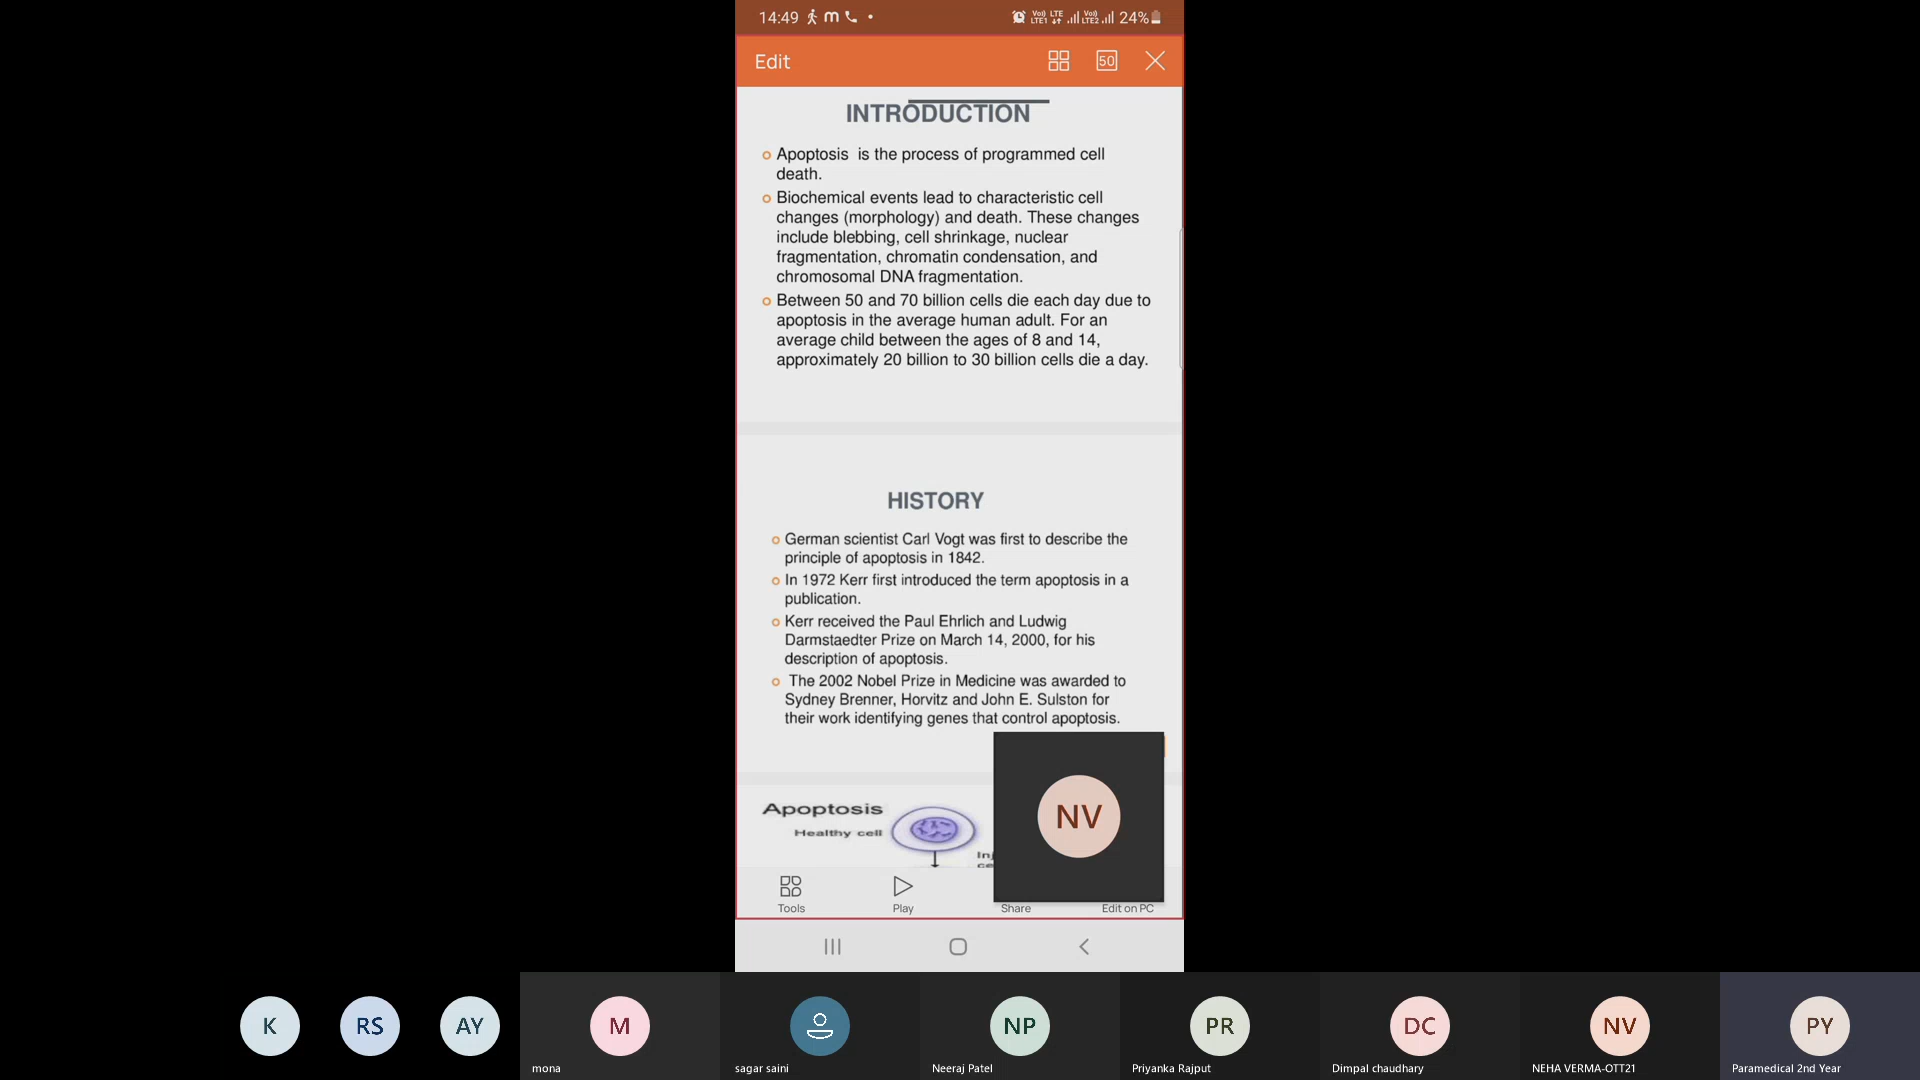 14:49 m Vo) LTE Vo) 24%
LTE1 LTE2
Edit 50
INTRODUCTION
Apoptosis is the process of programmed cell
death.
Biochemical events lead to characteristic cell
changes (morphology) and death. These changes
include blebbing, cell shrinkage, nuclear
fragmentation, chromatin condensation, and
chromosomal DNA fragmentation.
Between 50 and 70 billion cells die each day due to
apoptosis in the average human adult. For an
average child between the ages of 8 and 14,
approximately 20 billion to 30 billion cells die a day.
HISTORY
German scientist Carl Vogt was first to describe the
principle of apoptosis in 1842.
In 1972 Kerr first introduced the term apoptosis in a
publication.
Kerr received the Paul Ehrlich and Ludwig
Darmstaedter Prize on March 14, 2000, for his
description of apoptosis.
The 2002 Nobel Prize in Medicine was awarded to
Sydney Brenner, Horvitz and John E. Sulston for
their work identifying genes that control apoptosis.
Apoptosis
Healthy cell
NV
Tools Play Share Edit on PC
K RS AY M NP PR DC NV PY
mona sagar saini Neeraj Patel Priyanka Rajput Dimpal chaudhary NEHA VERMA-OTT21 Paramedical 2nd Year